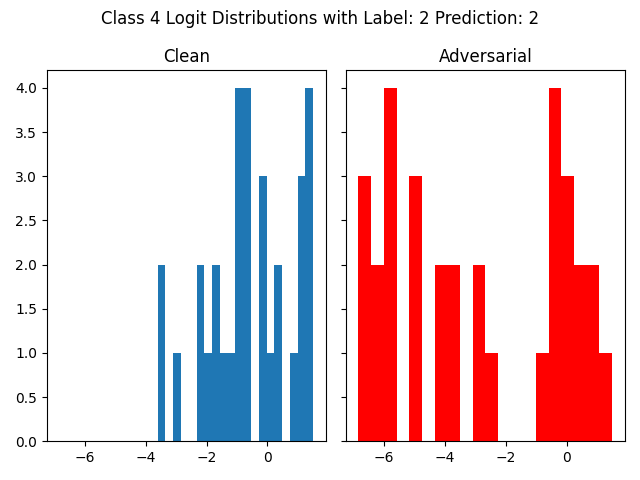 Class 4 Logit Distributions with Label: 2 Prediction: 2
Clean
Adversarial
4.0
3.5
3.0
2.5
2.0
1.5
1.0
0.5
0.0
−6 −4 −2 0
−6 −4 −2 0